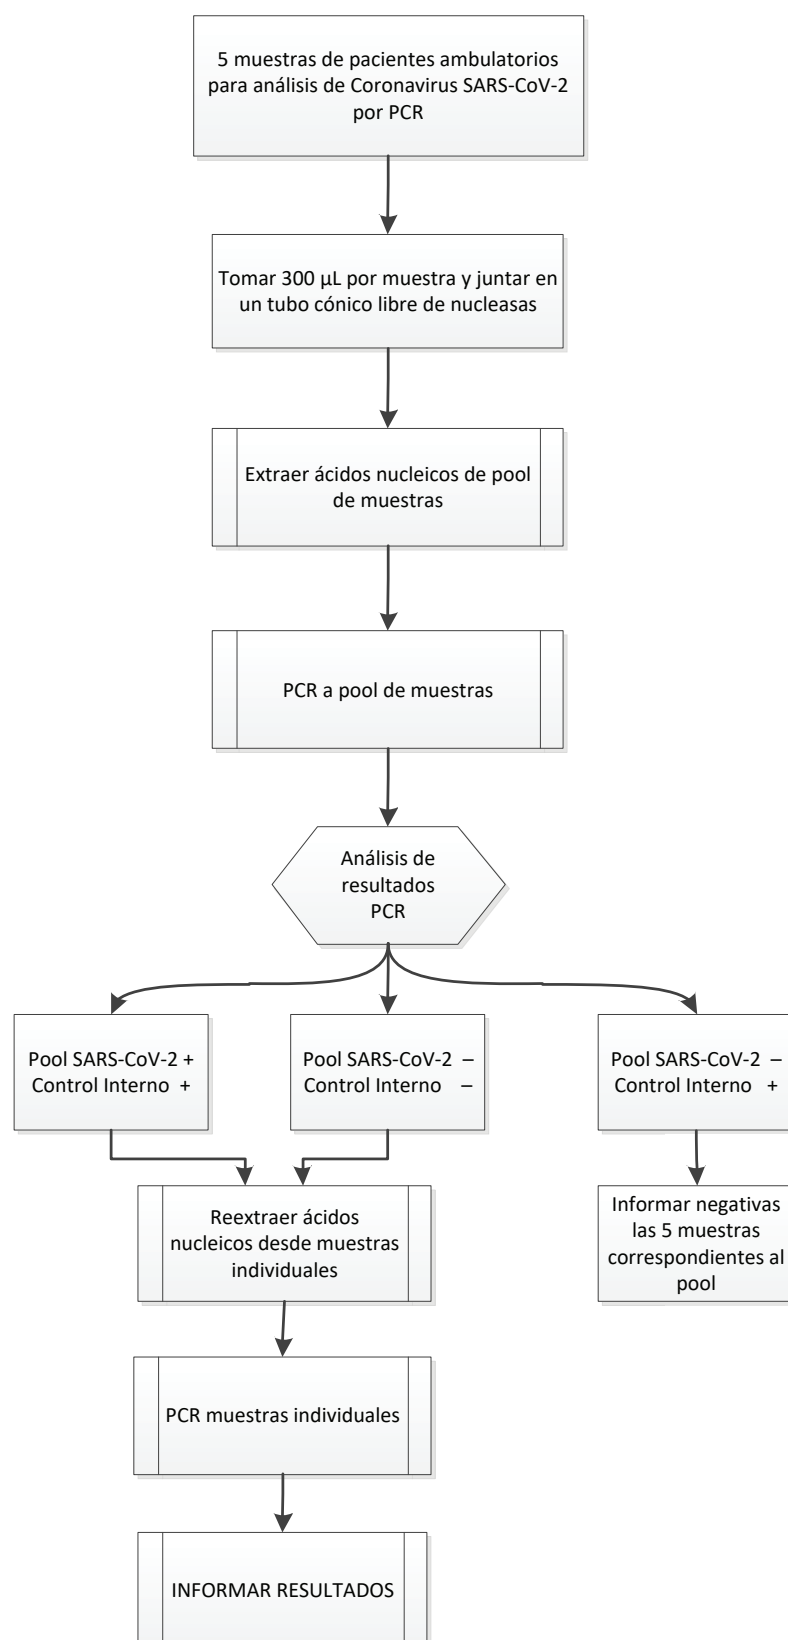 5 muestras de pacientes ambulatorios
para análisis de Coronavirus SARS-CoV-2
por PCR
Tomar 300 µL por muestra y juntar en
un tubo cónico libre de nucleasas
Extraer ácidos nucleicos de pool
de muestras
PCR a pool de muestras
Análisis de
resultados
PCR
Pool SARS-CoV-2 +
Control Interno +
Pool SARS-CoV-2 –
Control Interno –
Pool SARS-CoV-2 –
Control Interno +
Reextraer ácidos
nucleicos desde muestras
individuales
Informar negativas
las 5 muestras
correspondientes al
pool
PCR muestras individuales
INFORMAR RESULTADOS